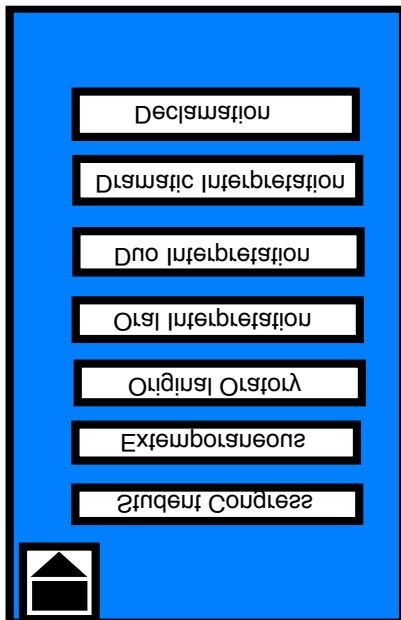 Declamation
Dramatic Interpretation
Duo Interpretation
Oral Interpretation
Original Oratory
Extemporaneous
Student Congress